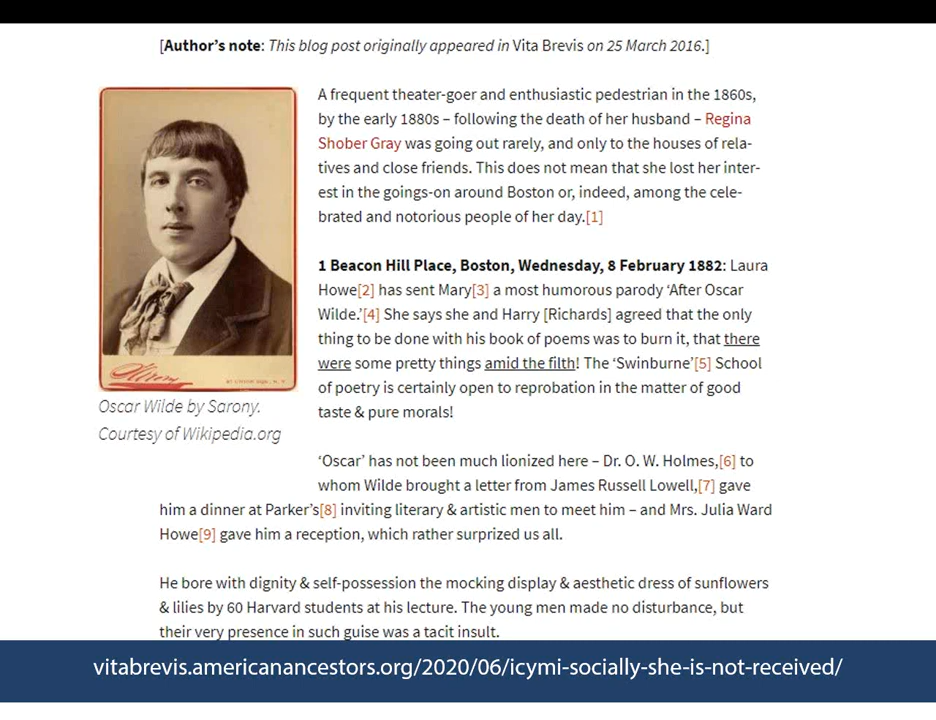 [Author’s note: This blog post originally appeared in Vita Brevis on 25 March 2016.]
A frequent theater-goer and enthusiastic pedestrian in the 1860s,
by the early 1880s – following the death of her husband – Regina
Shober Gray was going out rarely, and only to the houses of rela-
tives and close friends. This does not mean that she lost her inter-
est in the goings-on around Boston or, indeed, among the cele-
brated and notorious people of her day.[1]
1 Beacon Hill Place, Boston, Wednesday, 8 February 1882: Laura
Howe[2] has sent Mary[3] a most humorous parody ‘After Oscar
Wilde.’[4] She says she and Harry [Richards] agreed that the only
thing to be done with his book of poems was to burn it, that there
were some pretty things amid the filth! The ‘Swinburne’[5] School
of poetry is certainly open to reprobation in the matter of good
taste & pure morals!
Sarony
Oscar Wilde by Sarony.
Courtesy of Wikipedia.org
‘Oscar’ has not been much lionized here – Dr. O. W. Holmes,[6] to
whom Wilde brought a letter from James Russell Lowell,[7] gave
him a dinner at Parker’s[8] inviting literary & artistic men to meet him – and Mrs. Julia Ward
Howe[9] gave him a reception, which rather surprized us all.
He bore with dignity & self-possession the mocking display & aesthetic dress of sunflowers
& lilies by 60 Harvard students at his lecture. The young men made no disturbance, but
their very presence in such guise was a tacit insult.
vitabrevis.americanancestors.org/2020/06/icymi-socially-she-is-not-received/